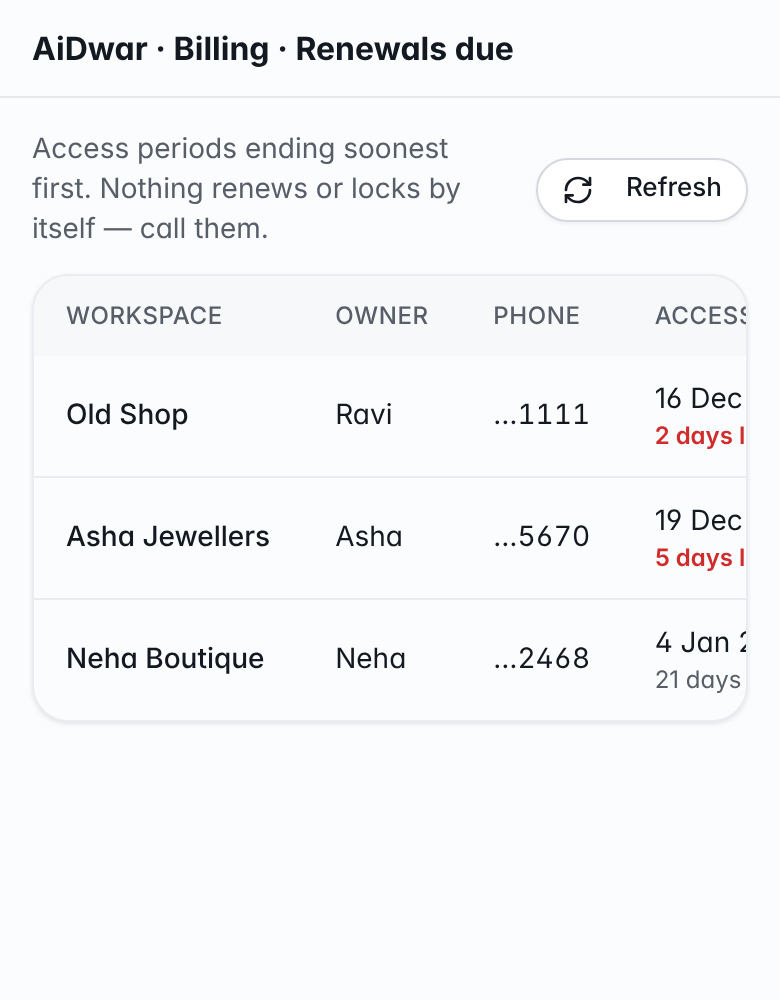 AiDwar · Billing · Renewals due
Access periods ending soonest
first. Nothing renews or locks by
itself — call them.
Refresh
WORKSPACE OWNER PHONE ACCESS
Old Shop Ravi ...1111 16 Dec
2 days
Asha Jewellers Asha ...5670 19 Dec
5 days
Neha Boutique Neha ...2468 4 Jan
21 days